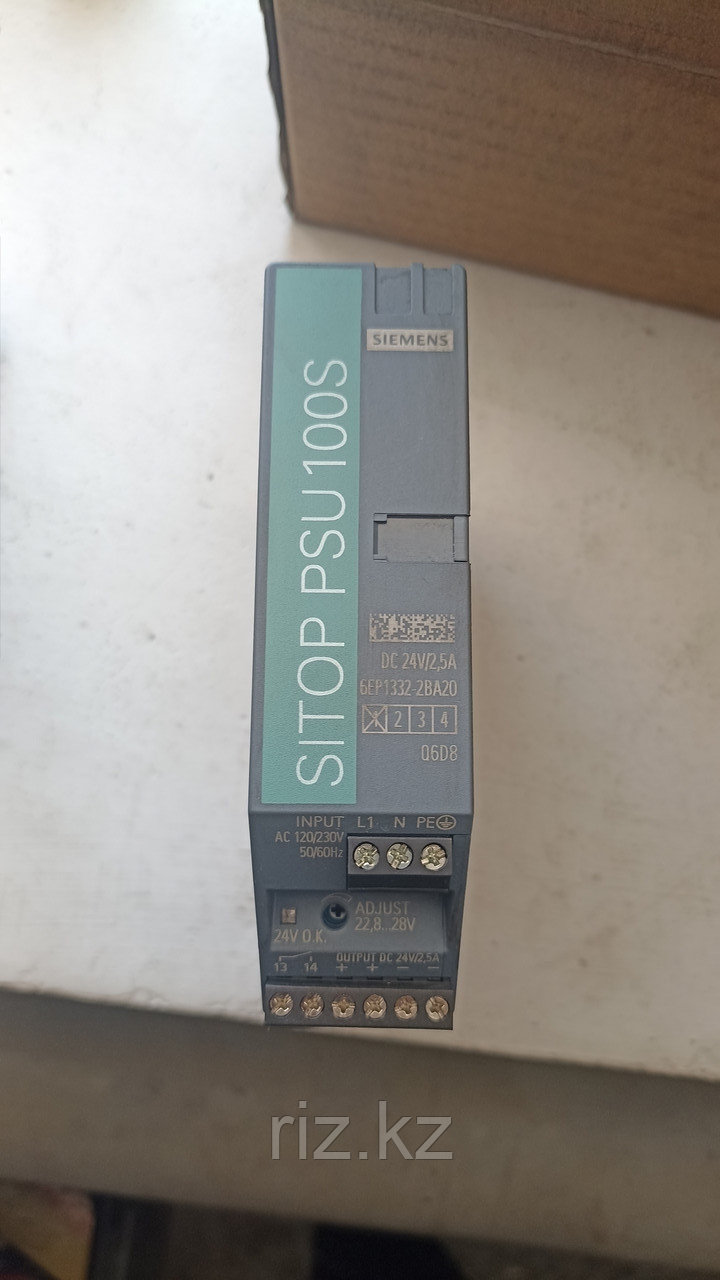 SIEMENS
SITOP PSU100S
DC 24V/2,5A
6EP1332-2BA20
X 2 3 4
Q6D8
INPUT L1 N PE
AC 120/230V
50/60Hz
ADJUST
22,8...28V
24V O.K.
OUTPUT DC 24V/2,5A
13 14 + + - -
riz.kz